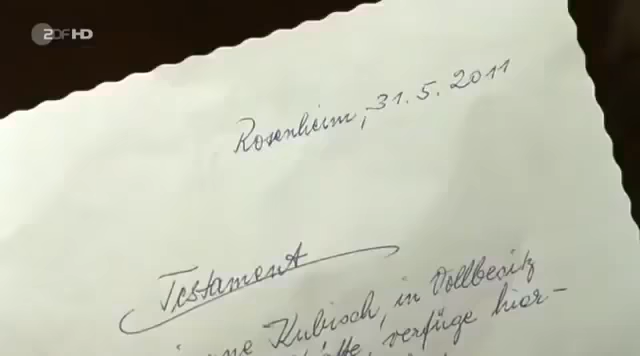 ZDF HD
Rosenheim, 31.5.2011
Testament
Kubisch, in Vollbesitz
verfüge hier-